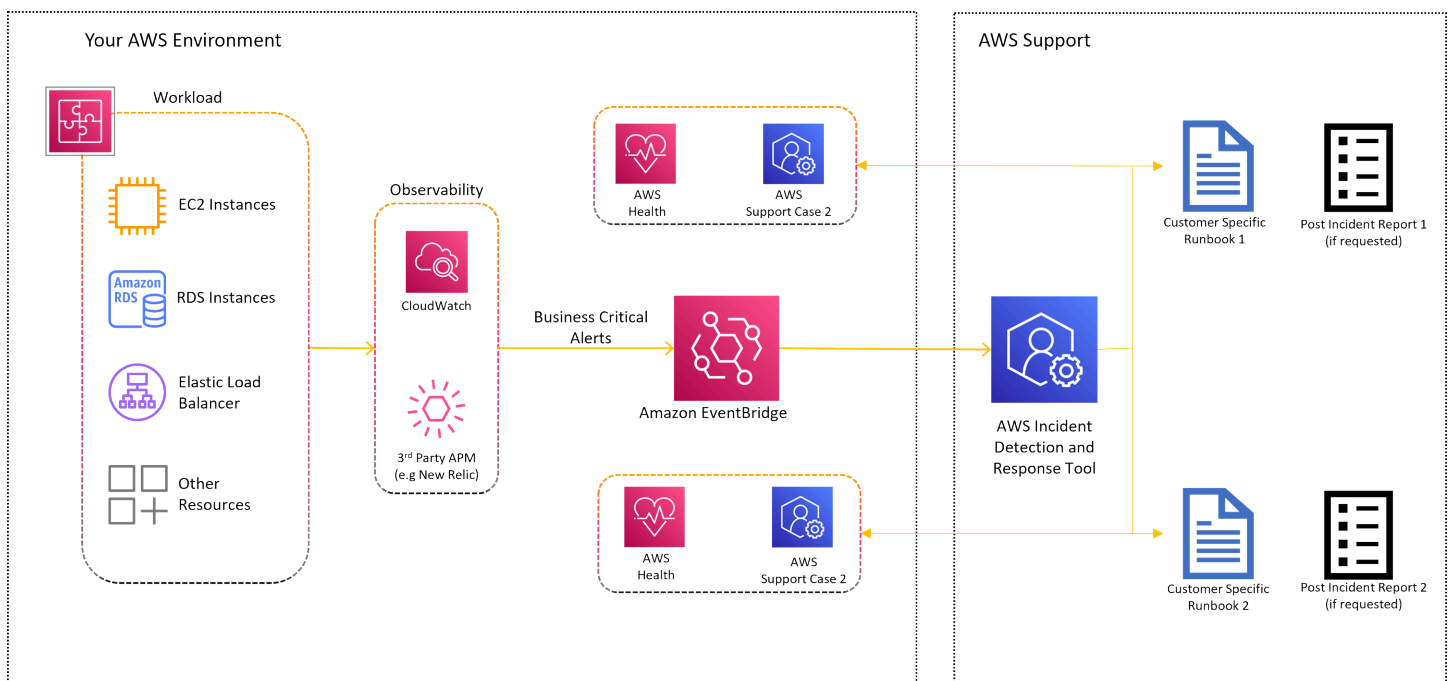 Your AWS Environment
AWS Support
Workload
EC2 Instances
Amazon
RDS
RDS Instances
Elastic Load
Balancer
Other
Resources
Observability
CloudWatch
3rd Party APM
(e.g New Relic)
Business Critical
Alerts
AWS
Health
AWS
Support Case 2
Amazon EventBridge
AWS
Health
AWS
Support Case 2
AWS Incident
Detection and
Response Tool
Customer Specific
Runbook 1
Post Incident Report 1
(if requested)
Customer Specific
Runbook 2
Post Incident Report 2
(if requested)